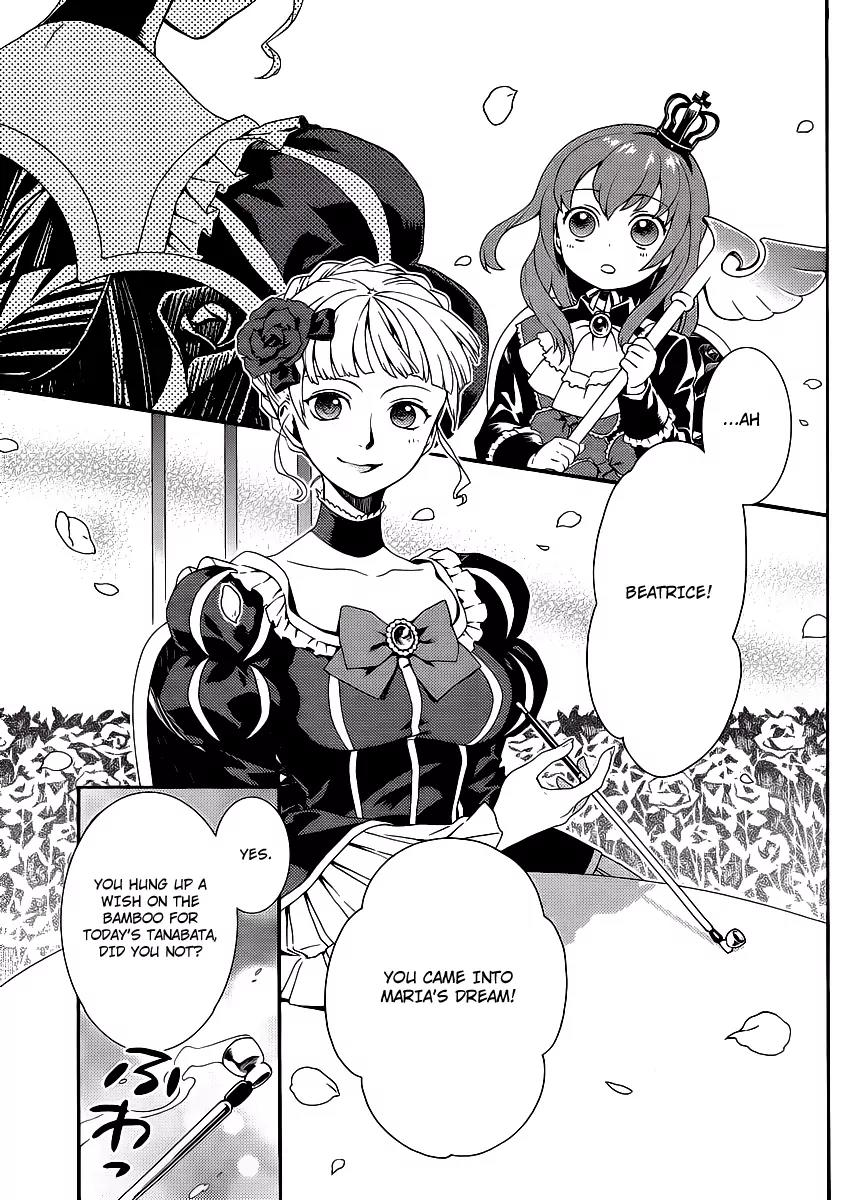 ...AH
BEATRICE!
YOU CAME INTO
MARIA'S DREAM!
YES.
YOU HUNG UP A
WISH ON THE
BAMBOO FOR
TODAY'S TANABATA,
DID YOU NOT?
ふわっ